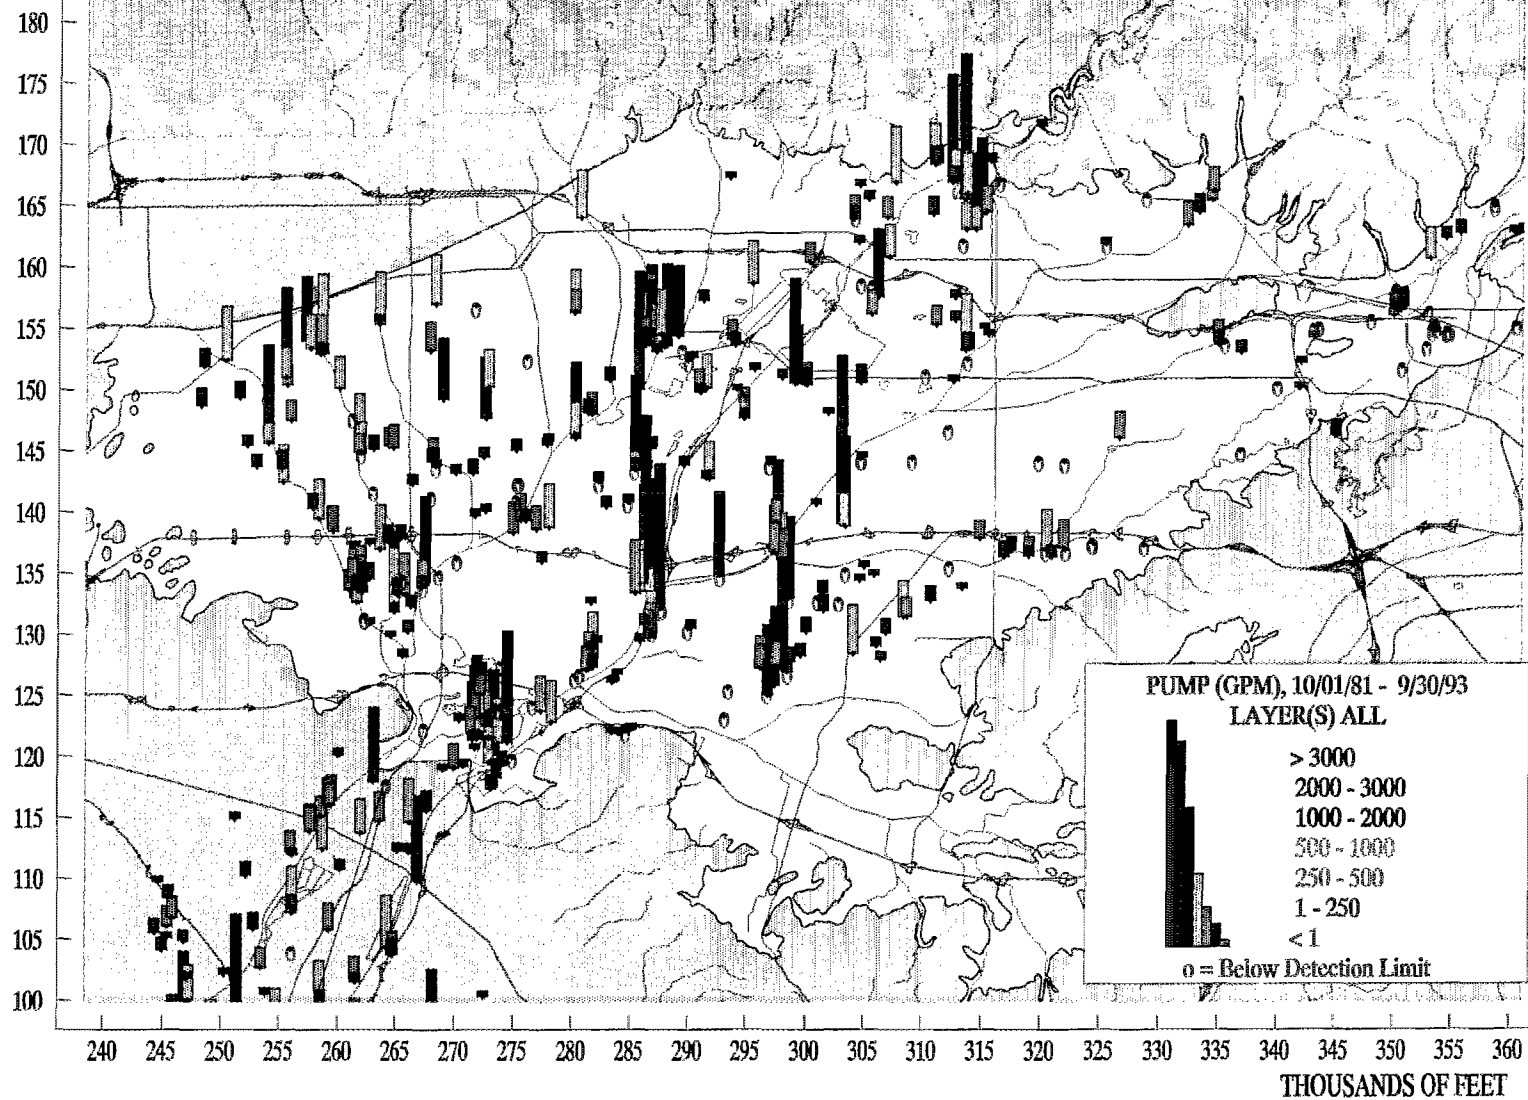 180
175
170
165
160
155
150
145
140
135
130
125
120
115
110
105
100
PUMP (GPM), 10/01/81 - 9/30/93
LAYER(S) ALL
> 3000
2000 - 3000
1000 - 2000
500 - 1000
250 - 500
1 - 250
< 1
o = Below Detection Limit
240 245 250 255 260 265 270 275 280 285 290 295 300 305 310 315 320 325 330 335 340 345 350 355 360
THOUSANDS OF FEET